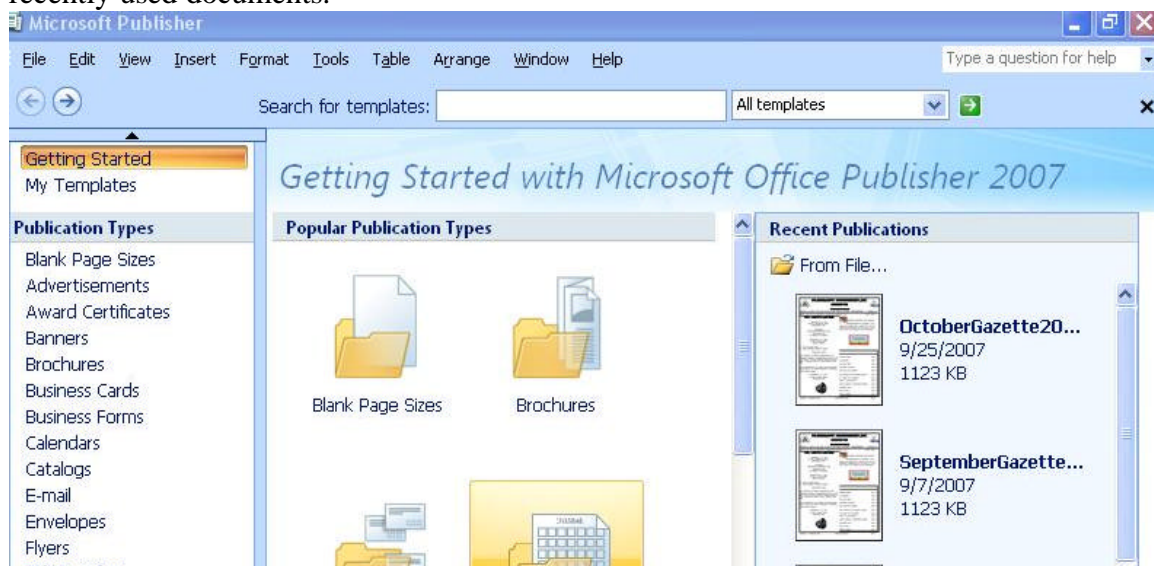 recently used documents.
Microsoft Publisher
File Edit View Insert Format Tools Table Arrange Window Help
Type a question for help
Search for templates:
All templates
Getting Started
My Templates
Publication Types
Blank Page Sizes
Advertisements
Award Certificates
Banners
Brochures
Business Cards
Business Forms
Calendars
Catalogs
E-mail
Envelopes
Flyers
Getting Started with Microsoft Office Publisher 2007
Popular Publication Types
Blank Page Sizes
Brochures
Recent Publications
From File...
OctoberGazette20...
9/25/2007
1123 KB
SeptemberGazette...
9/7/2007
1123 KB